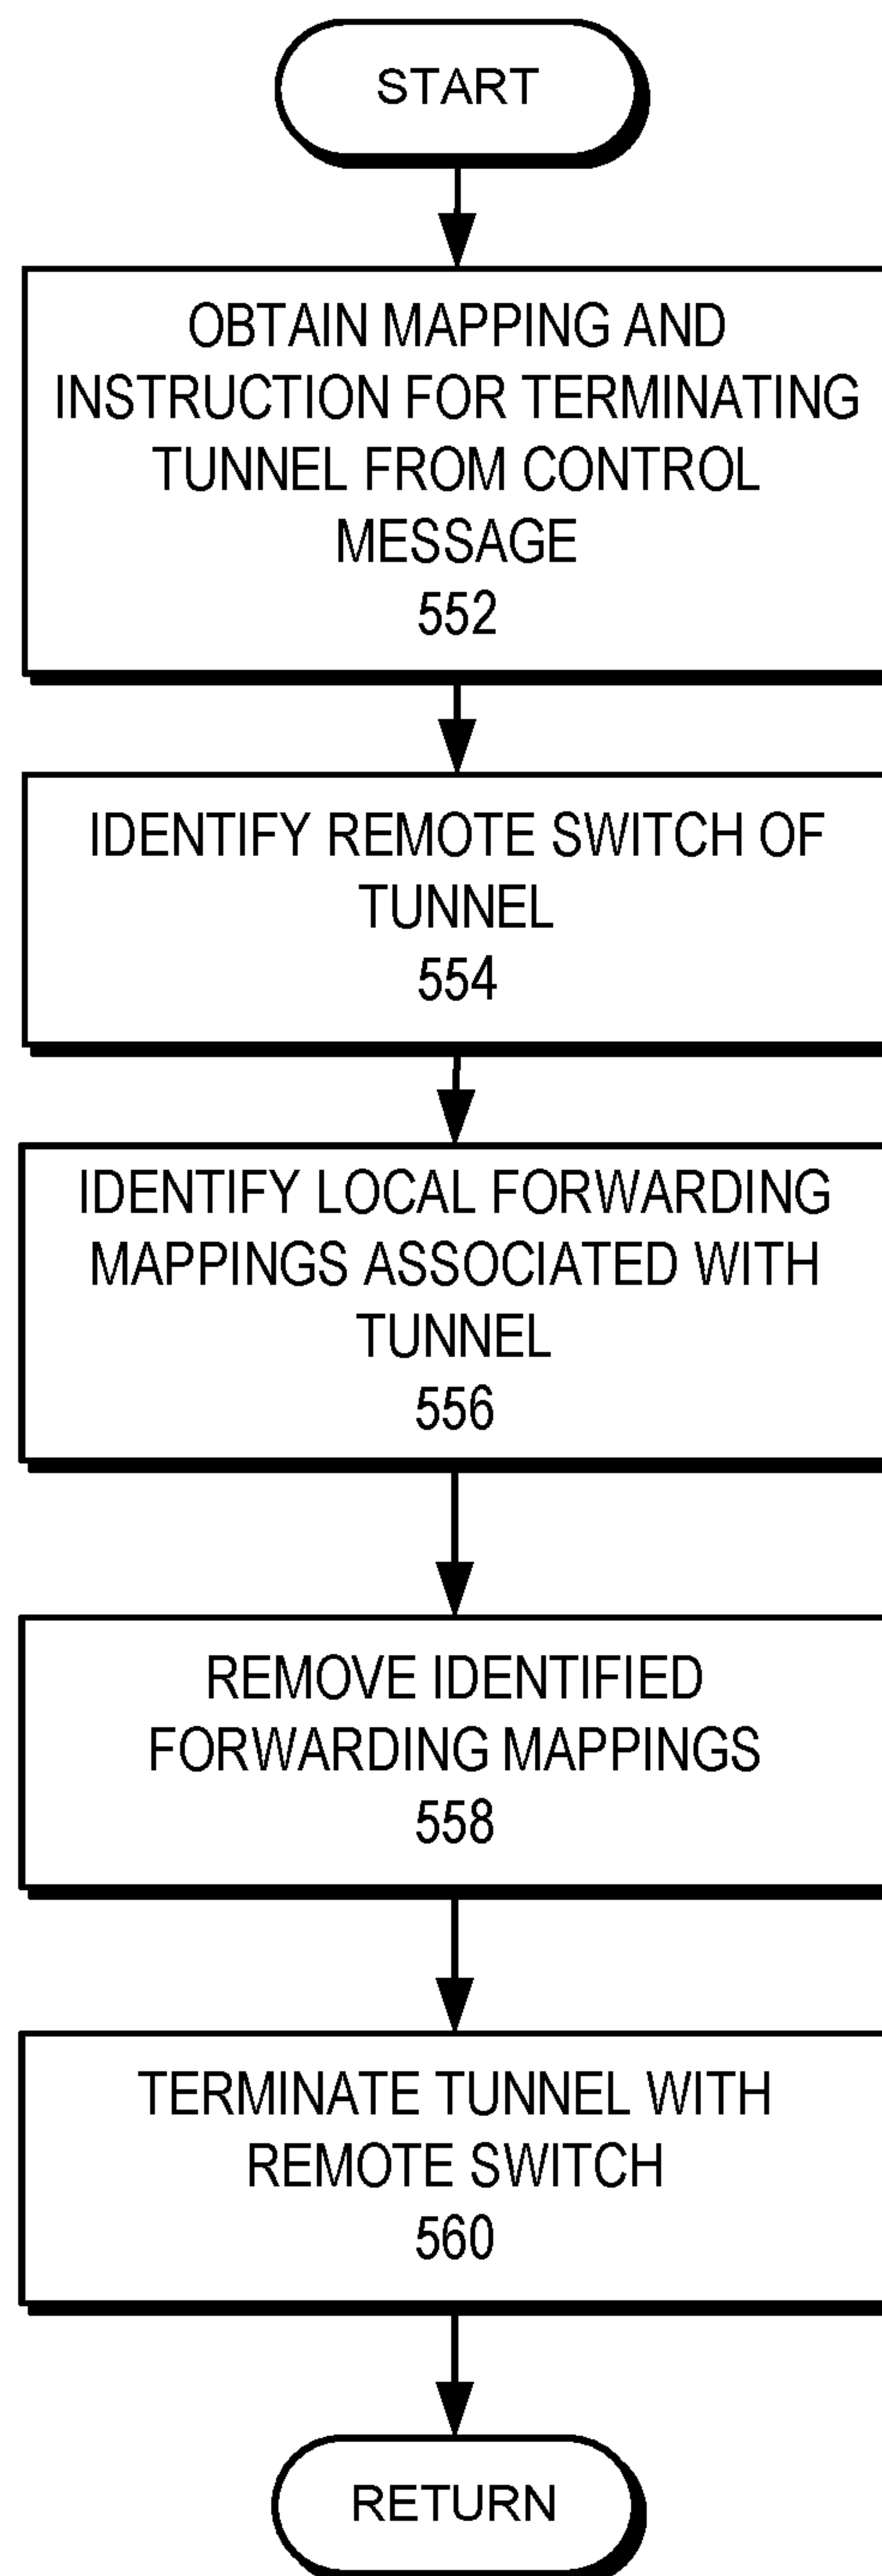 START
OBTAIN MAPPING AND
INSTRUCTION FOR TERMINATING
TUNNEL FROM CONTROL
MESSAGE
552
IDENTIFY REMOTE SWITCH OF
TUNNEL
554
IDENTIFY LOCAL FORWARDING
MAPPINGS ASSOCIATED WITH
TUNNEL
556
REMOVE IDENTIFIED
FORWARDING MAPPINGS
558
TERMINATE TUNNEL WITH
REMOTE SWITCH
560
RETURN